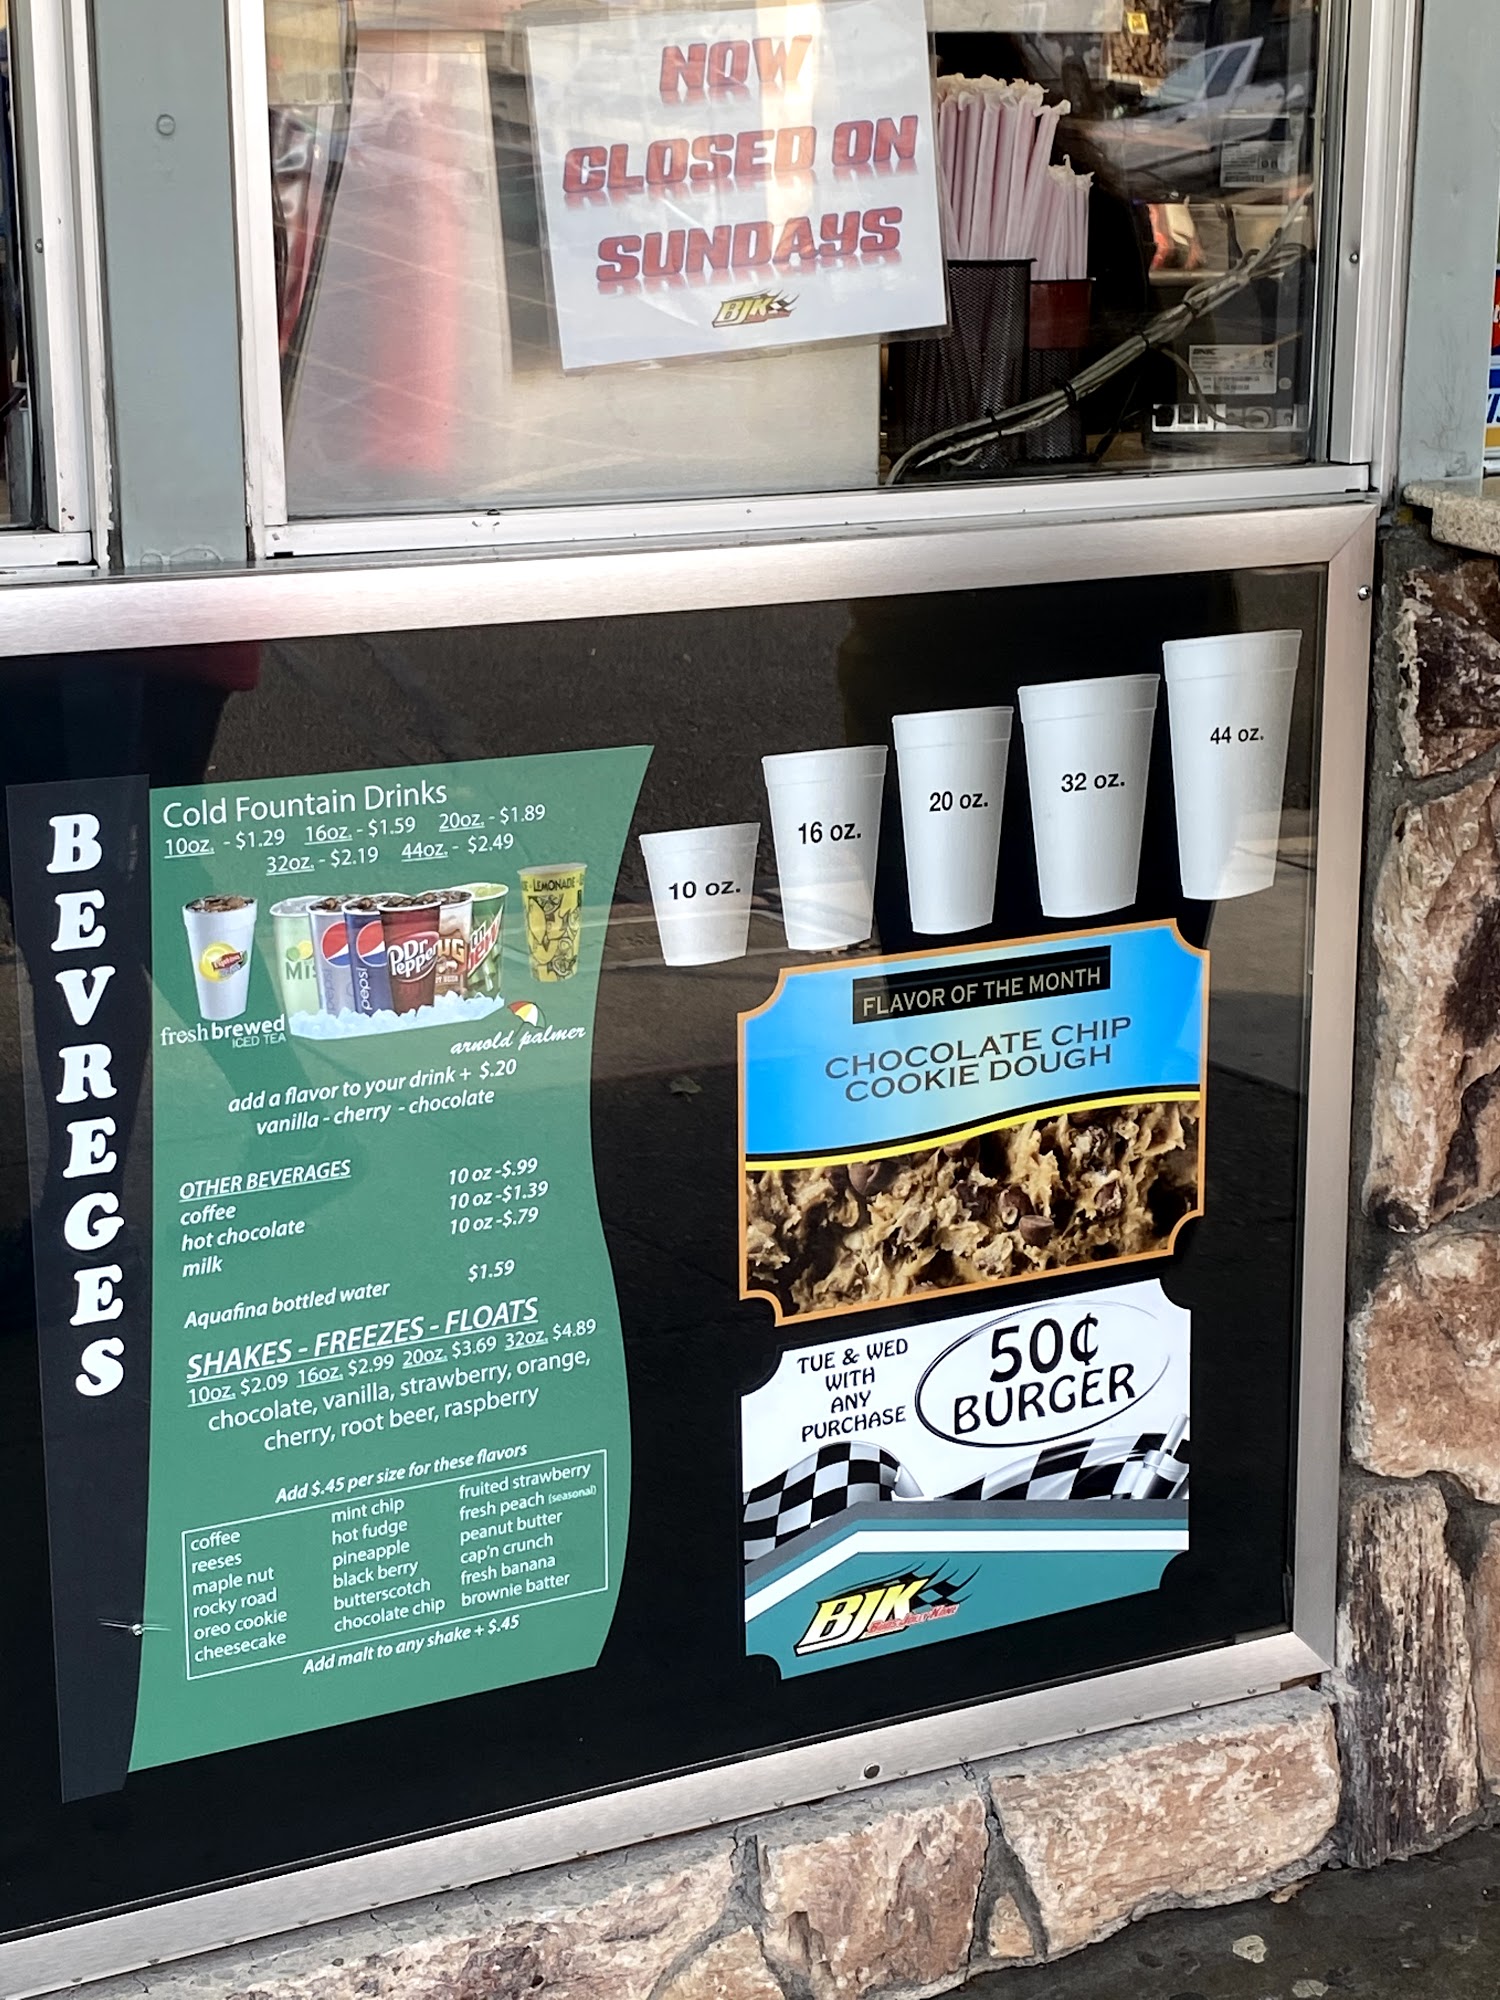 NOW
CLOSED ON
SUNDAYS
BJK
BEVREGES
Cold Fountain Drinks
10oz. - $1.29 16oz. - $1.59 20oz. - $1.89
32oz. - $2.19 44oz. - $2.49
LEMONADE
Lipton
pepsi
pepsi
Dr Pepper
MUG
fresh brewed
ICED TEA
arnold palmer
add a flavor to your drink + $.20
vanilla - cherry - chocolate
OTHER BEVERAGES
coffee 10 oz -$.99
hot chocolate 10 oz -$1.39
milk 10 oz -$.79
Aquafina bottled water $1.59
SHAKES - FREEZES - FLOATS
10oz. $2.09 16oz. $2.99 20oz. $3.69 32oz. $4.89
chocolate, vanilla, strawberry, orange,
cherry, root beer, raspberry
Add $.45 per size for these flavors
coffee
reeses
maple nut
rocky road
oreo cookie
cheesecake
mint chip
hot fudge
pineapple
black berry
butterscotch
chocolate chip
fruited strawberry
fresh peach (seasonal)
peanut butter
cap'n crunch
fresh banana
brownie batter
Add malt to any shake + $.45
10 oz.
16 oz.
20 oz.
32 oz.
44 oz.
FLAVOR OF THE MONTH
CHOCOLATE CHIP
COOKIE DOUGH
TUE & WED
WITH
ANY
PURCHASE
50¢
BURGER
BJK